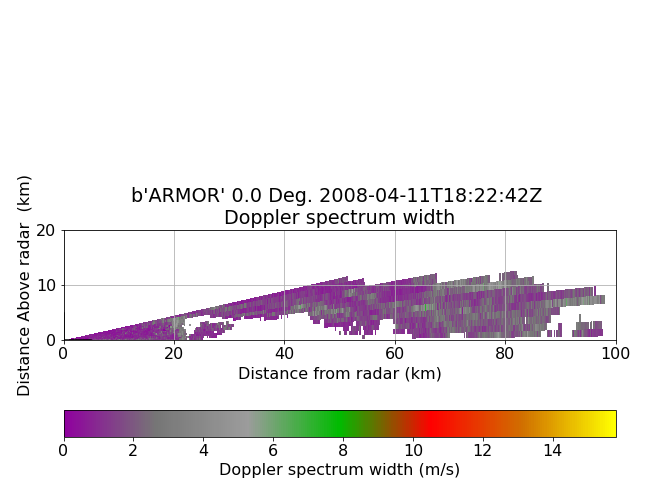 b'ARMOR' 0.0 Deg. 2008-04-11T18:22:42Z
Doppler spectrum width
Distance Above radar  (km)
20
10
0
0 20 40 60 80 100
Distance from radar (km)
0 2 4 6 8 10 12 14
Doppler spectrum width (m/s)